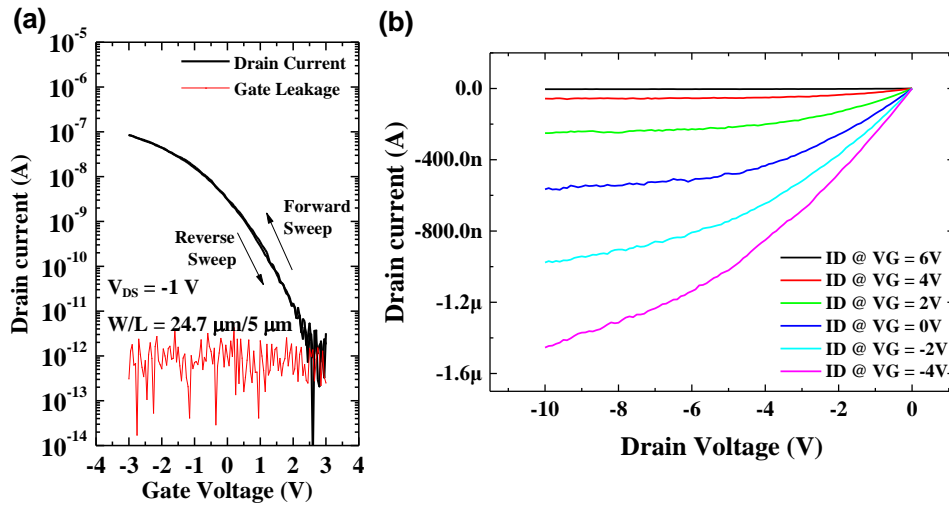 (a)
Drain current (A)
10-5
10-6
10-7
10-8
10-9
10-10
10-11
10-12
10-13
10-14
Drain Current
Gate Leakage
Forward
Sweep
Reverse
Sweep
VDS = -1 V
W/L = 24.7 μm/5 μm
-4 -3 -2 -1 0 1 2 3 4
Gate Voltage (V)
(b)
Drain current (A)
0.0
-400.0n
-800.0n
-1.2μ
-1.6μ
ID @ VG = 6V
ID @ VG = 4V
ID @ VG = 2V
ID @ VG = 0V
ID @ VG = -2V
ID @ VG = -4V
-10 -8 -6 -4 -2 0
Drain Voltage (V)